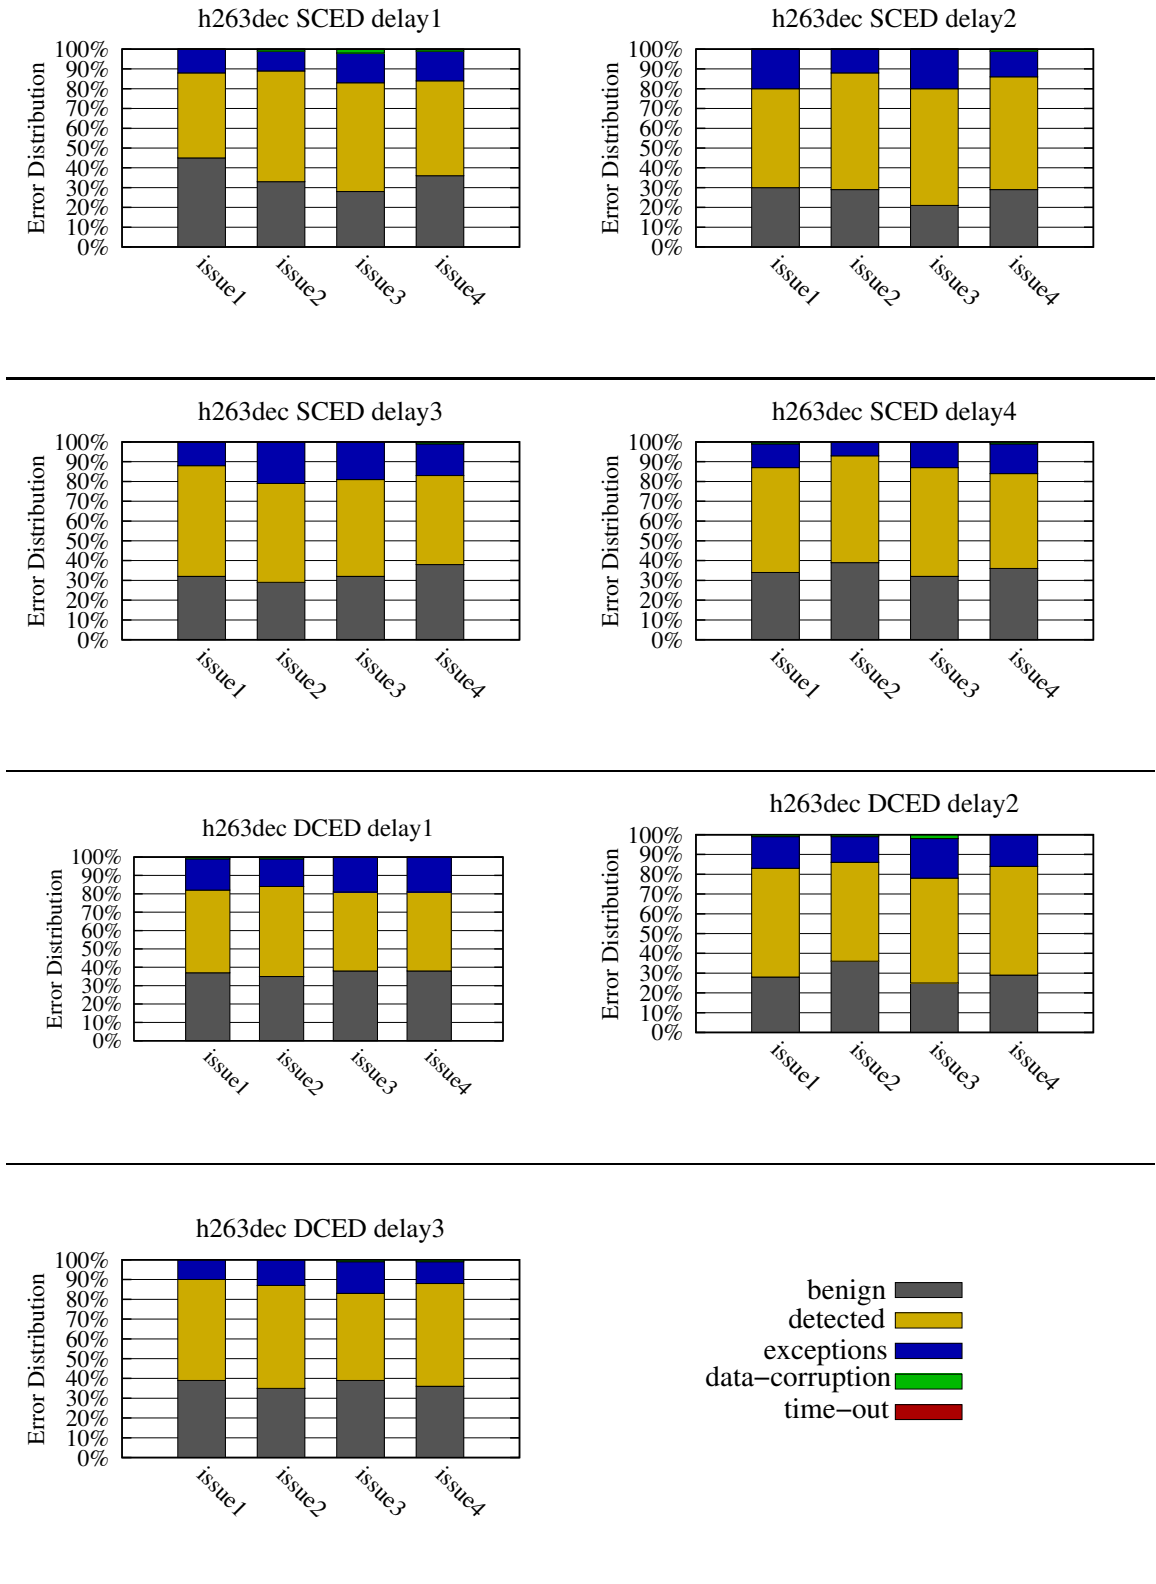 h263dec SCED delay1
Error Distribution
100%
90%
80%
70%
60%
50%
40%
30%
20%
10%
0%
issue1
issue2
issue3
issue4
h263dec SCED delay2
Error Distribution
100%
90%
80%
70%
60%
50%
40%
30%
20%
10%
0%
issue1
issue2
issue3
issue4
h263dec SCED delay3
Error Distribution
100%
90%
80%
70%
60%
50%
40%
30%
20%
10%
0%
issue1
issue2
issue3
issue4
h263dec SCED delay4
Error Distribution
100%
90%
80%
70%
60%
50%
40%
30%
20%
10%
0%
issue1
issue2
issue3
issue4
h263dec DCED delay1
Error Distribution
100%
90%
80%
70%
60%
50%
40%
30%
20%
10%
0%
issue1
issue2
issue3
issue4
h263dec DCED delay2
Error Distribution
100%
90%
80%
70%
60%
50%
40%
30%
20%
10%
0%
issue1
issue2
issue3
issue4
h263dec DCED delay3
Error Distribution
100%
90%
80%
70%
60%
50%
40%
30%
20%
10%
0%
issue1
issue2
issue3
issue4
benign
detected
exceptions
data−corruption
time−out